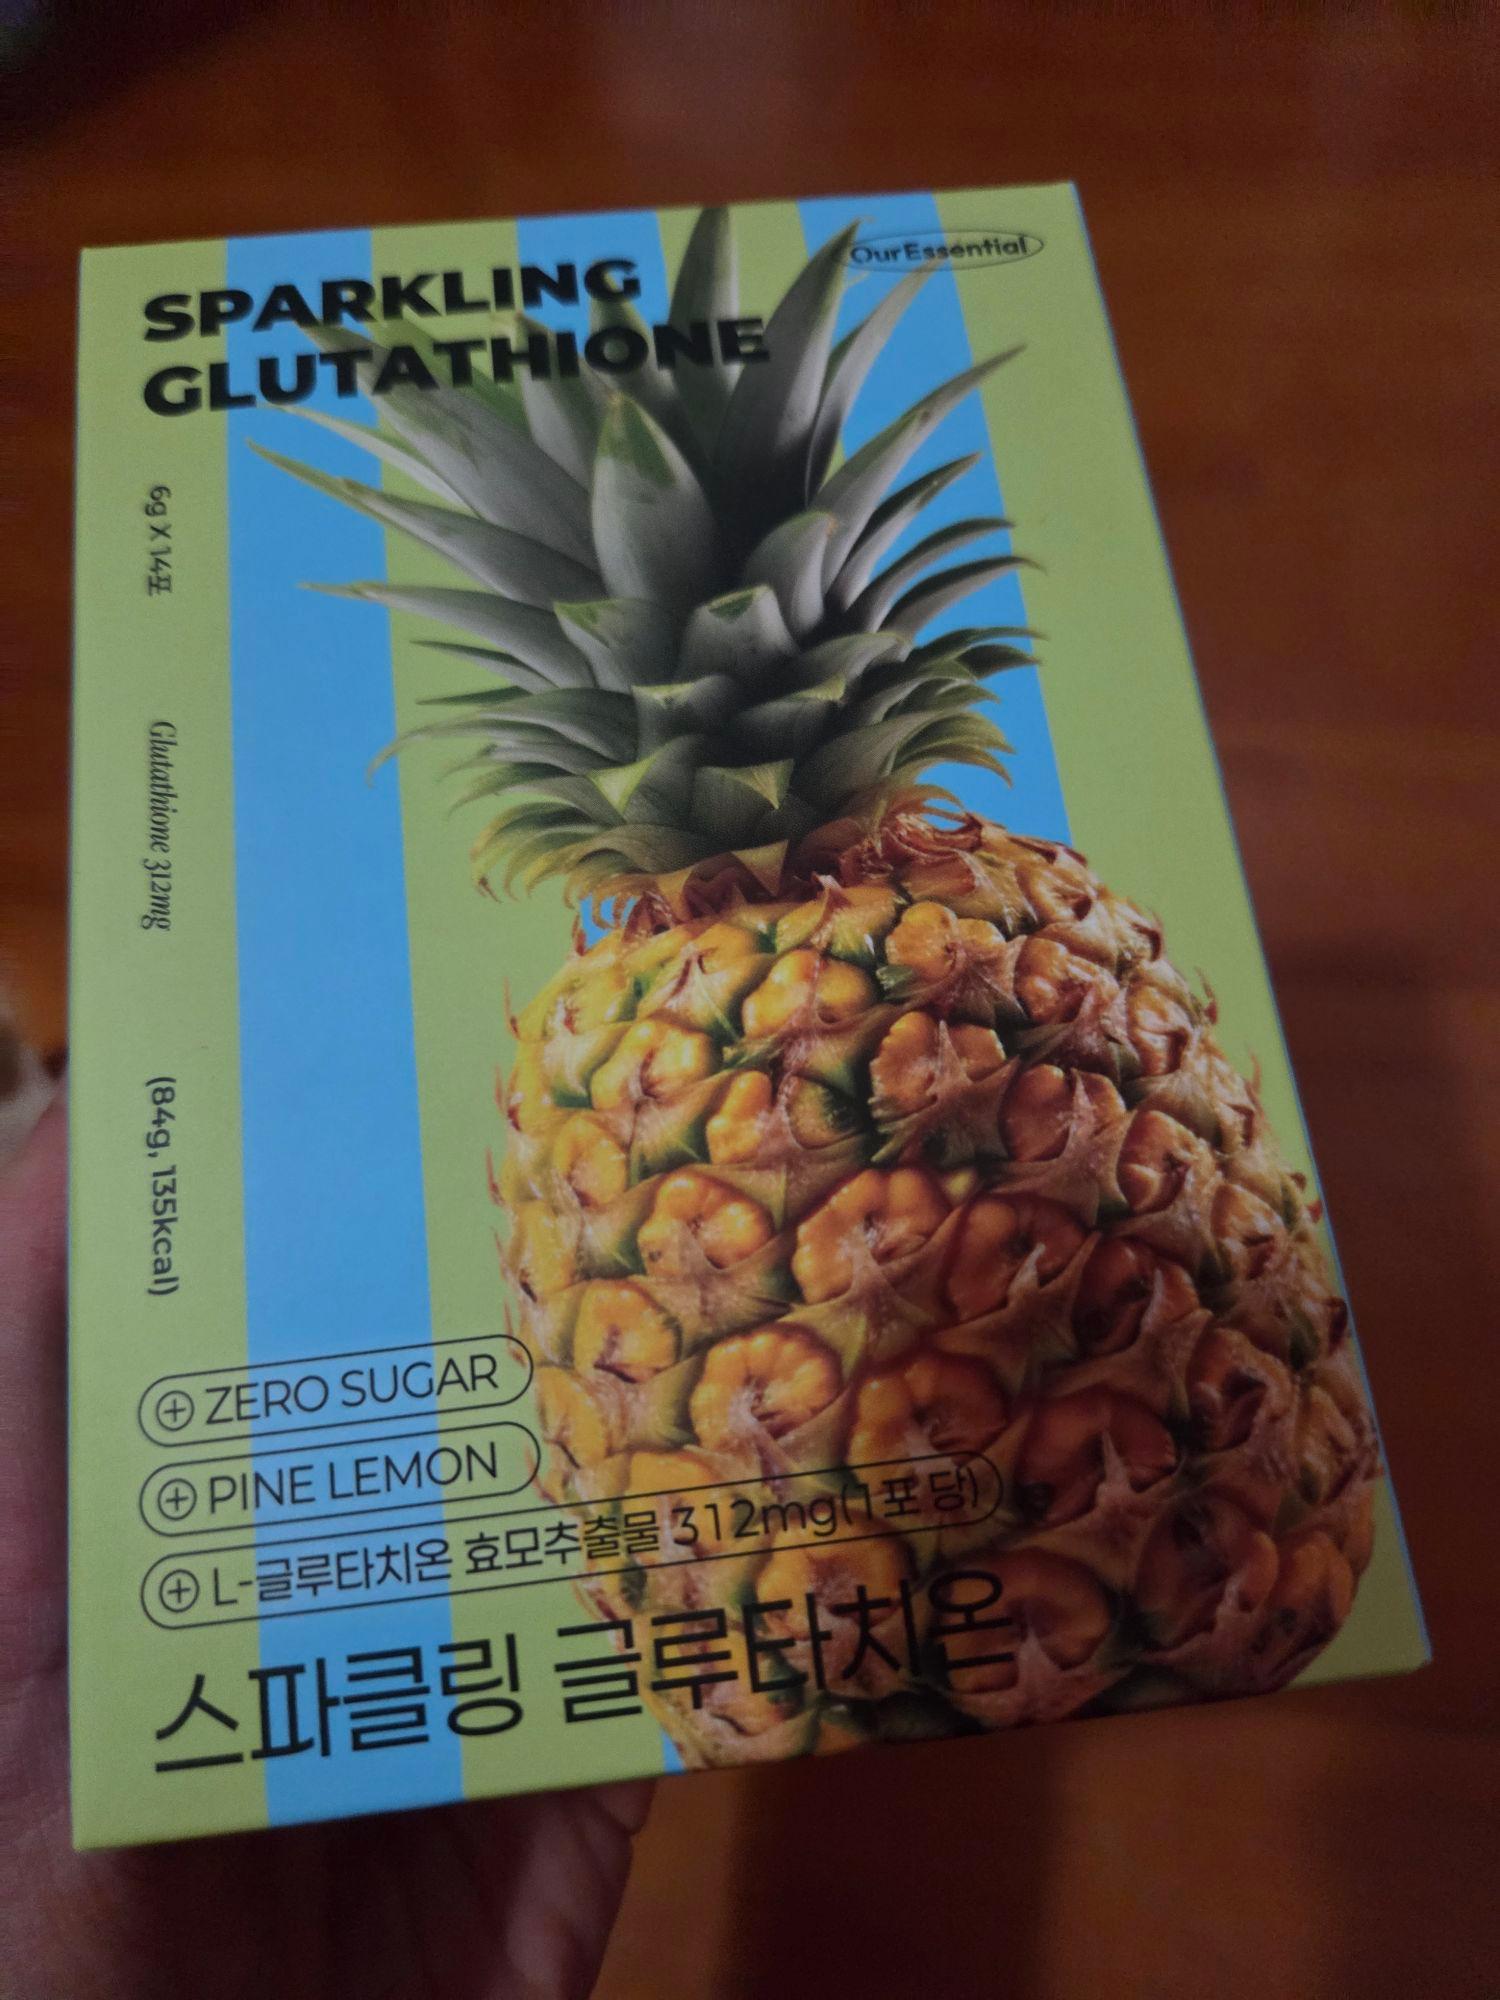 OurEssential
SPARKLING
GLUTATHIONE
6g X 14포
Glutathione 312mg
(84g, 135kcal)
ZERO SUGAR
PINE LEMON
L-글루타치온 효모추출물 312mg(1포 당)
스파클링 글루타치온